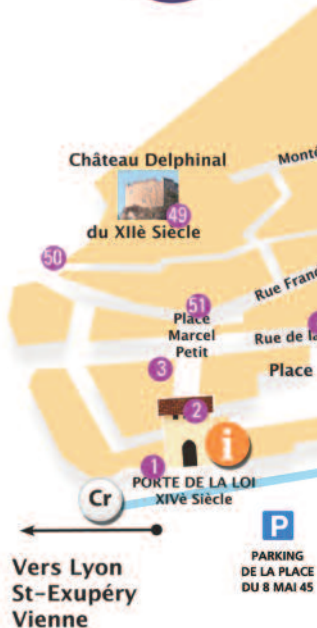 Château Delphinal
Monté
49
du XIIè Siècle
50
Rue Franc
51
Place
Marcel
Petit
Rue de la
3
Place
2
i
1
PORTE DE LA LOI
XIVè Siècle
Cr
P
PARKING
DE LA PLACE
DU 8 MAI 45
Vers Lyon
St-Exupéry
Vienne